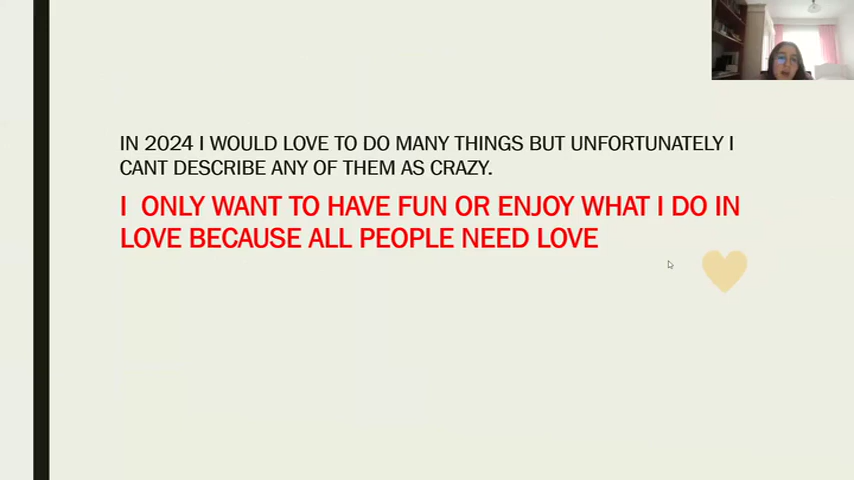 IN 2024 I WOULD LOVE TO DO MANY THINGS BUT UNFORTUNATELY I
CANT DESCRIBE ANY OF THEM AS CRAZY.
I ONLY WANT TO HAVE FUN OR ENJOY WHAT I DO IN
LOVE BECAUSE ALL PEOPLE NEED LOVE